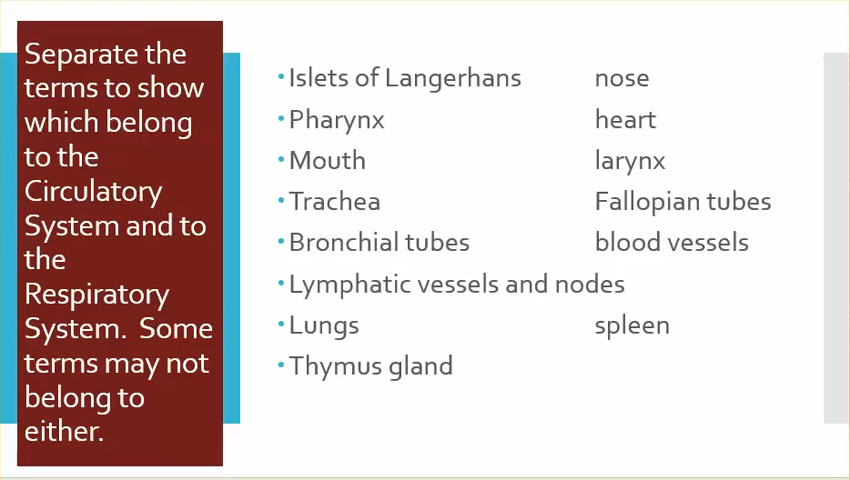 Separate the
terms to show
which belong
to the
Circulatory
System and to
the
Respiratory
System.  Some
terms may not
belong to
either.
• Islets of Langerhans nose
• Pharynx heart
• Mouth larynx
• Trachea Fallopian tubes
• Bronchial tubes blood vessels
• Lymphatic vessels and nodes
• Lungs spleen
• Thymus gland